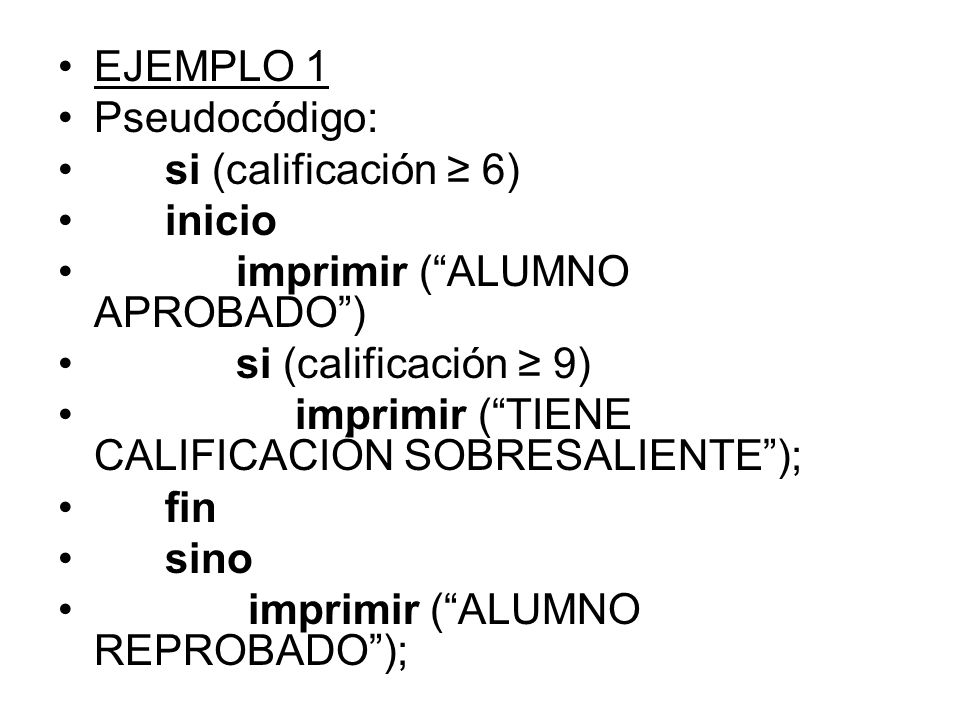 • EJEMPLO 1
• Pseudocódigo:
• si (calificación ≥ 6)
• inicio
• imprimir (“ALUMNO
APROBADO”)
• si (calificación ≥ 9)
• imprimir (“TIENE
CALIFICACIÓN SOBRESALIENTE”);
• fin
• sino
• imprimir (“ALUMNO
REPROBADO”);